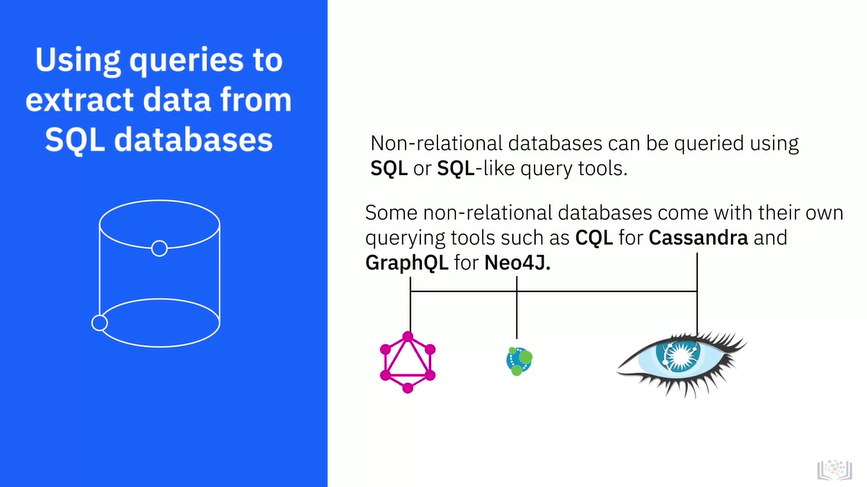 Using queries to
extract data from
SQL databases
Non-relational databases can be queried using
SQL or SQL-like query tools.
Some non-relational databases come with their own
querying tools such as CQL for Cassandra and
GraphQL for Neo4J.